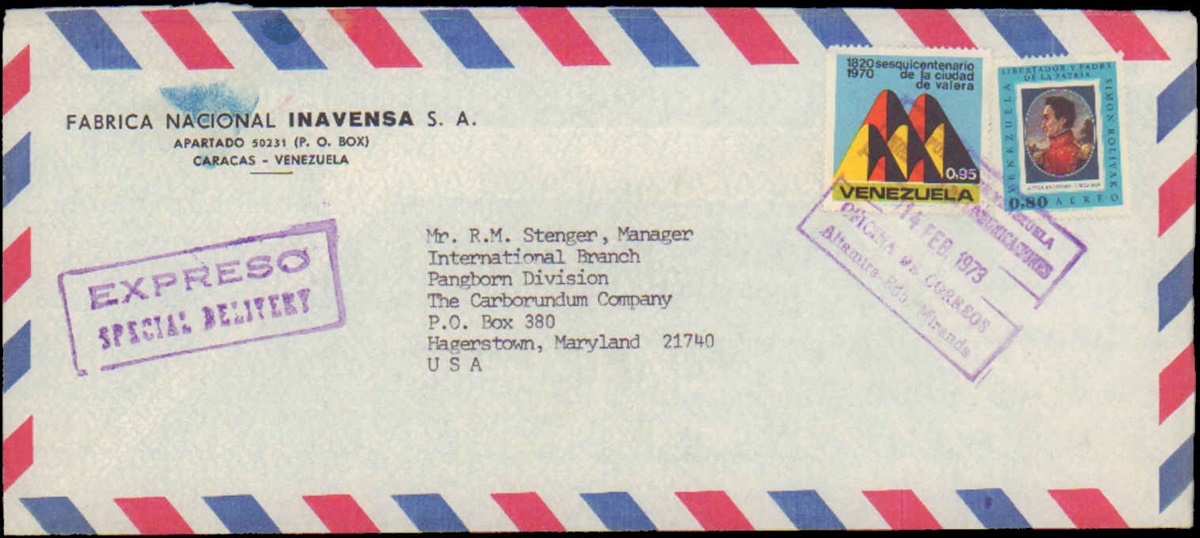 FABRICA NACIONAL INAVENSA S. A.
APARTADO 50231 (P. O. BOX)
CARACAS - VENEZUELA
1820 sesquicentenario
1970 de la ciudad
de valera
0,95
VENEZUELA
LIBERTADOR Y PADRE
DE LA PATRIA
VENEZUELA
SIMON BOLIVAR
0,80 AEREO
EXPRESO
SPECIAL DELIVERY
Mr. R.M. Stenger, Manager
International Branch
Pangborn Division
The Carborundum Company
P.O. Box 380
Hagerstown, Maryland 21740
U S A
14 FEB. 1973
OFICINA DE CORREOS
Altamira-Edo-Miranda